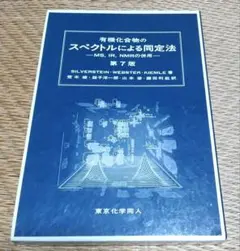 有機化合物の
スペクトルによる同定法
—MS, IR, NMRの併用—
第7版
SILVERSTEIN・WEBSTER・KIEMLE 著
東京化学同人